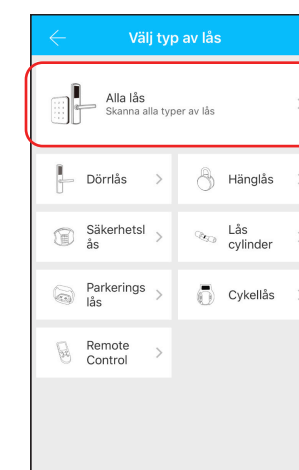 Välj typ av lås
Alla lås
Skanna alla typer av lås
Dörrlås
Hänglås
Säkerhetsl
ås
Lås
cylinder
Parkerings
lås
Cykellås
Remote
Control